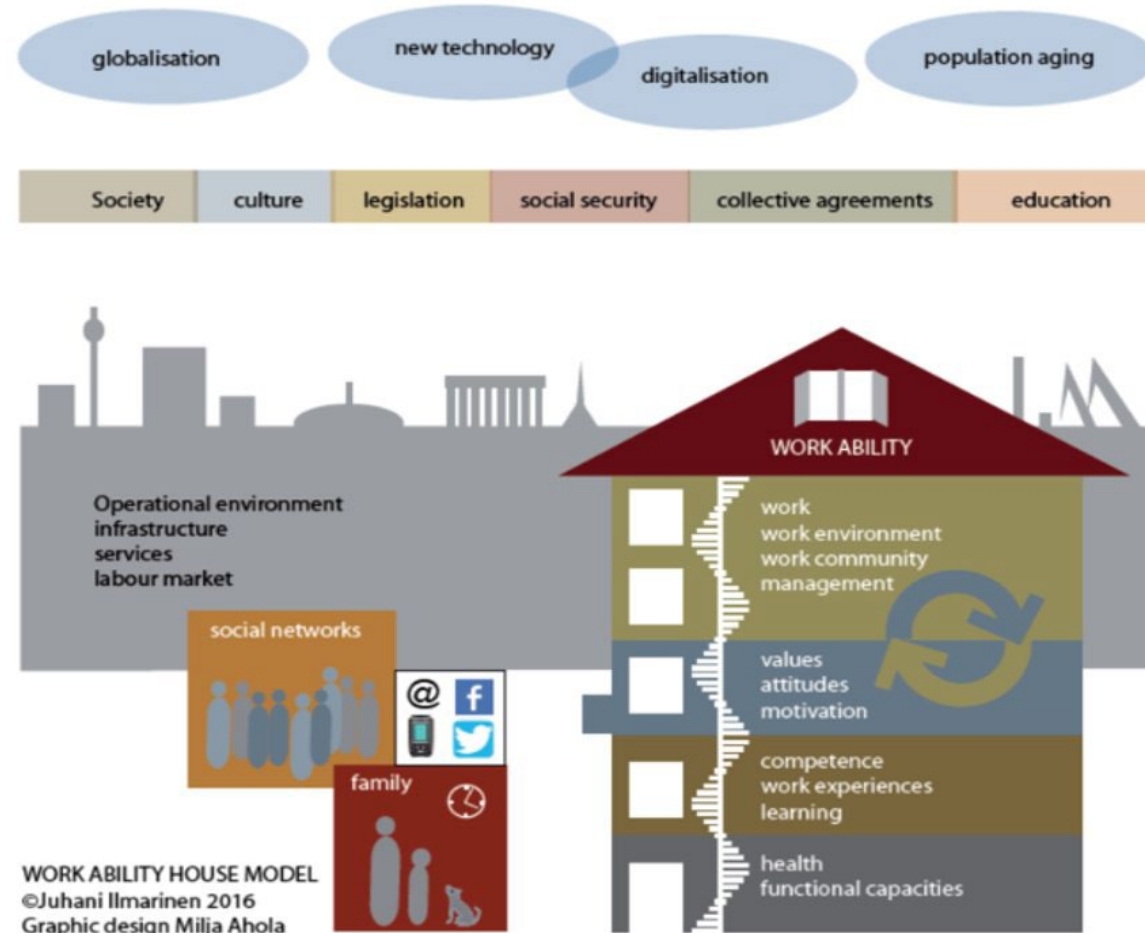 globalisation
new technology
digitalisation
population aging
Society culture legislation social security collective agreements education
WORK ABILITY
Operational environment
infrastructure
services
labour market
work
work environment
work community
management
social networks
@ f
values
attitudes
motivation
family
competence
work experiences
learning
health
functional capacities
WORK ABILITY HOUSE MODEL
©Juhani Ilmarinen 2016
Graphic design Milja Ahola